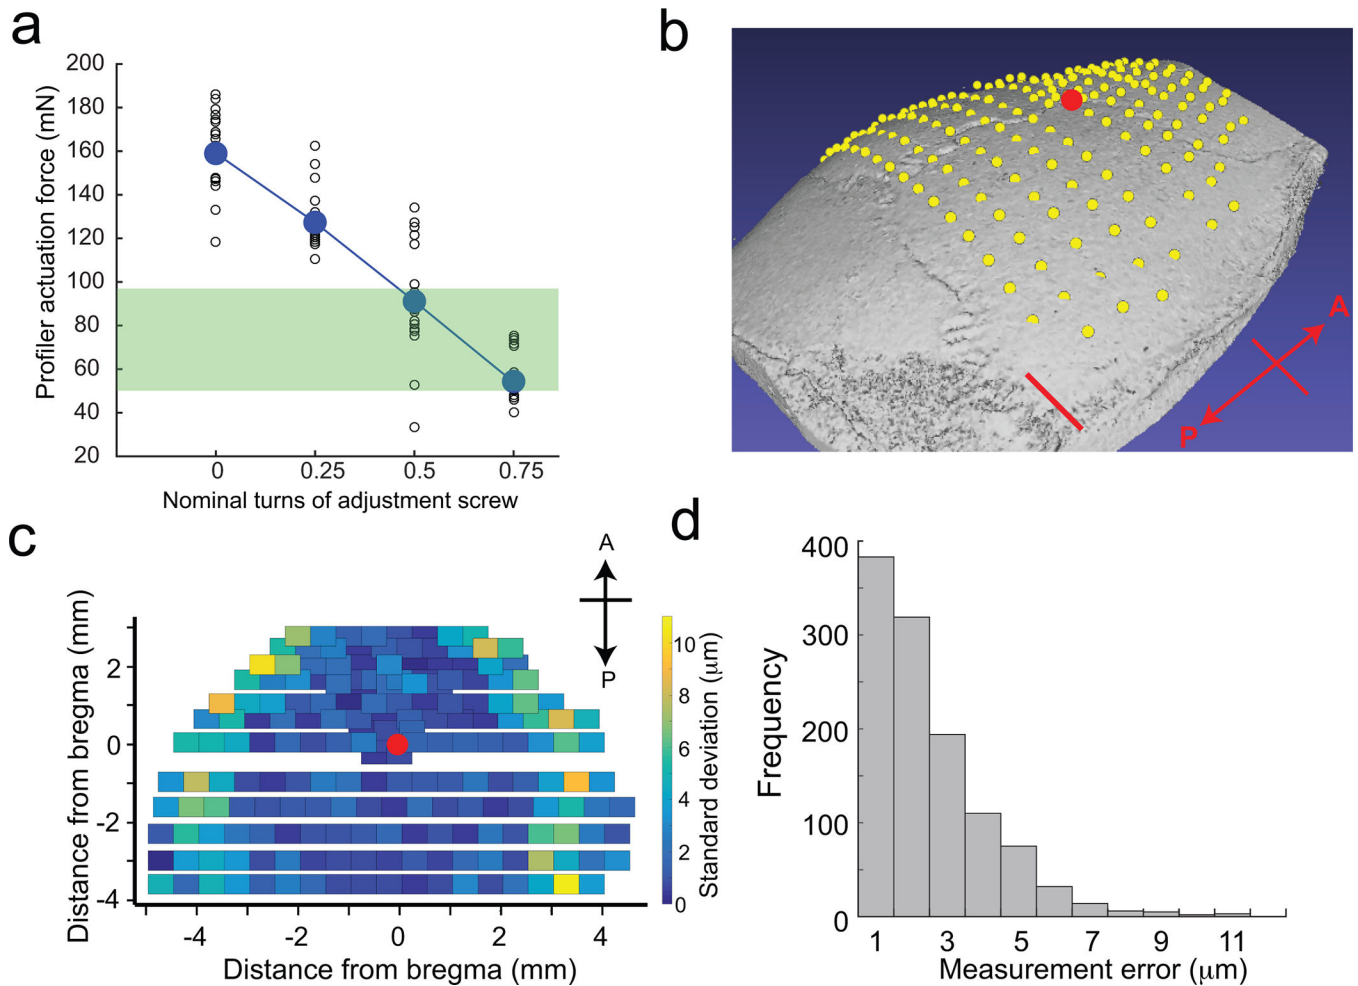 a
200
180
160
140
120
100
80
60
40
20
Profiler actuation force (mN)
0 0.25 0.5 0.75
Nominal turns of adjustment screw
b
A
P
c
Distance from bregma (mm)
2
0
-2
-4
-4 -2 0 2 4
Distance from bregma (mm)
A
P
10
8
6
4
2
0
Standard deviation (μm)
d
400
300
200
100
0
Frequency
1 3 5 7 9 11
Measurement error (μm)